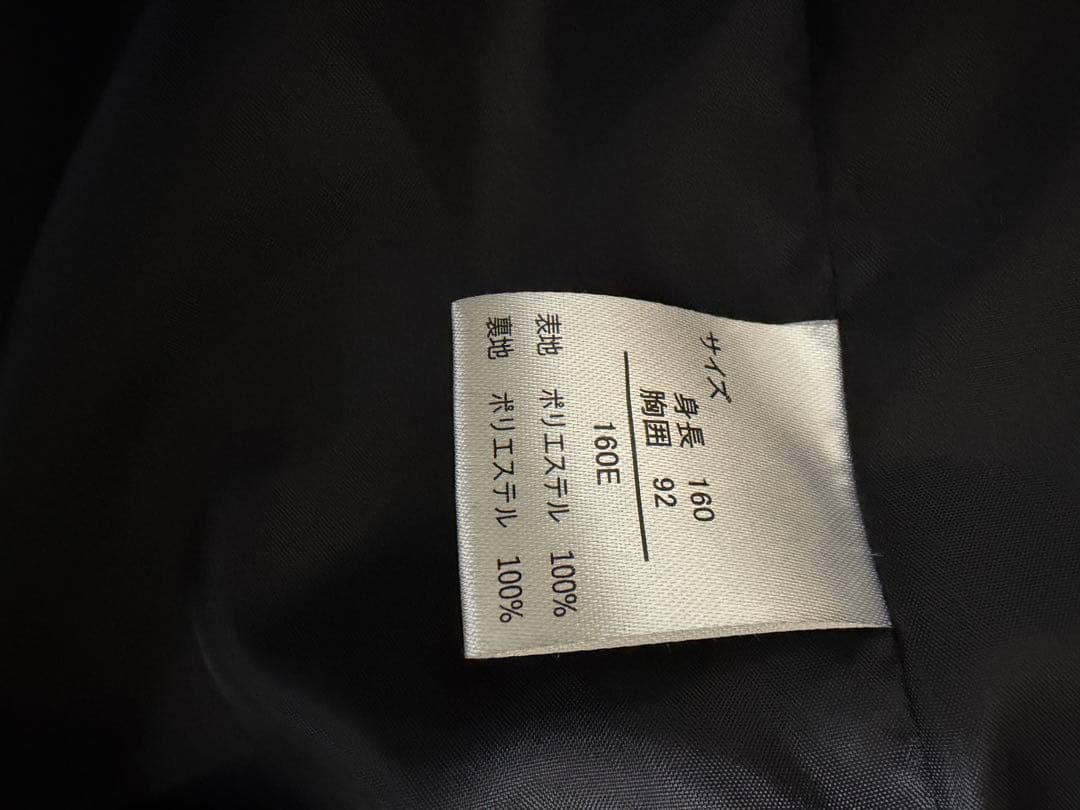 サイズ
身長 160
胸囲 92
160E
表地 ポリエステル 100%
裏地 ポリエステル 100%